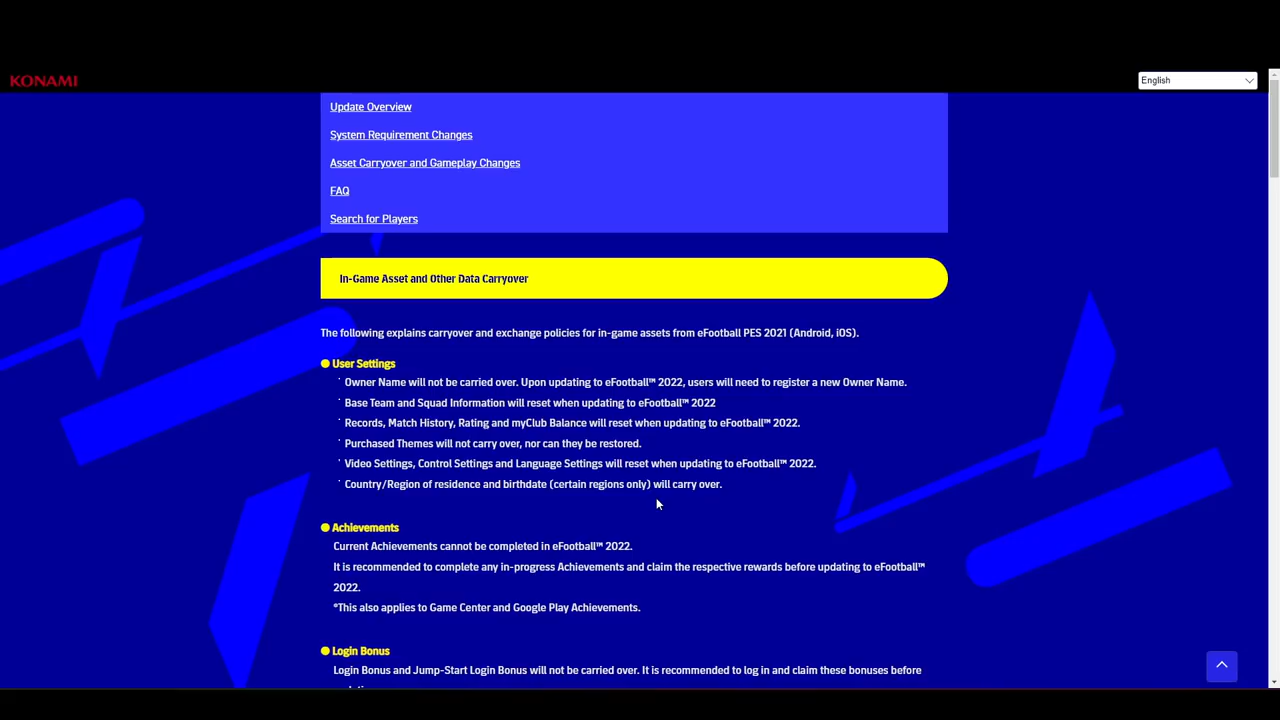 KONAMI
English
Update Overview
System Requirement Changes
Asset Carryover and Gameplay Changes
FAQ
Search for Players
In-Game Asset and Other Data Carryover
The following explains carryover and exchange policies for in-game assets from eFootball PES 2021 (Android, iOS).
User Settings
Owner Name will not be carried over. Upon updating to eFootball™ 2022, users will need to register a new Owner Name.
Base Team and Squad Information will reset when updating to eFootball™ 2022
Records, Match History, Rating and myClub Balance will reset when updating to eFootball™ 2022.
Purchased Themes will not carry over, nor can they be restored.
Video Settings, Control Settings and Language Settings will reset when updating to eFootball™ 2022.
Country/Region of residence and birthdate (certain regions only) will carry over.
Achievements
Current Achievements cannot be completed in eFootball™ 2022.
It is recommended to complete any in-progress Achievements and claim the respective rewards before updating to eFootball™
2022.
*This also applies to Game Center and Google Play Achievements.
Login Bonus
Login Bonus and Jump-Start Login Bonus will not be carried over. It is recommended to log in and claim these bonuses before